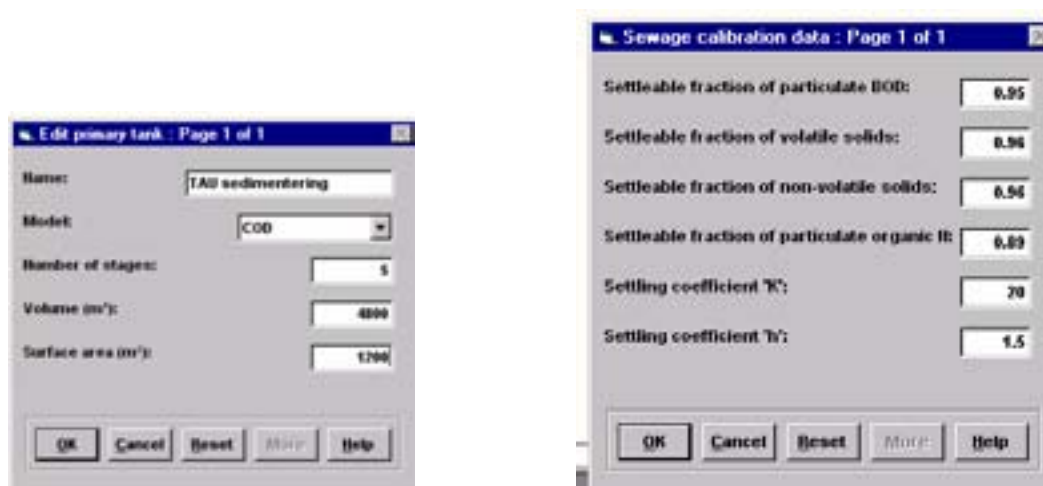 Edit primary tank : Page 1 of 1
Name: TAU sedimentering
Model: COD
Number of stages: 5
Volume (m³): 4800
Surface area (m²): 1200
OK Cancel Reset More Help
Sewage calibration data : Page 1 of 1
Settleable fraction of particulate BOD: 0.95
Settleable fraction of volatile solids: 0.96
Settleable fraction of non-volatile solids: 0.96
Settleable fraction of particulate organic N: 0.89
Settling coefficient 'K': 20
Settling coefficient 'h': 1.5
OK Cancel Reset More Help